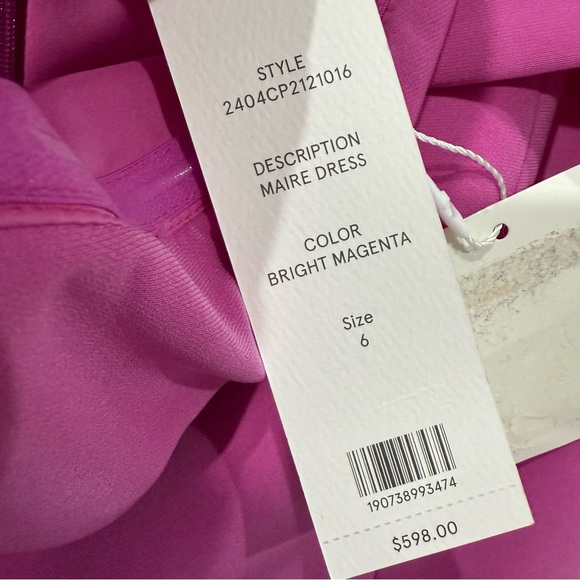 STYLE
2404CP2121016
DESCRIPTION
MAIRE DRESS
COLOR
BRIGHT MAGENTA
Size
6
190738993474
$598.00